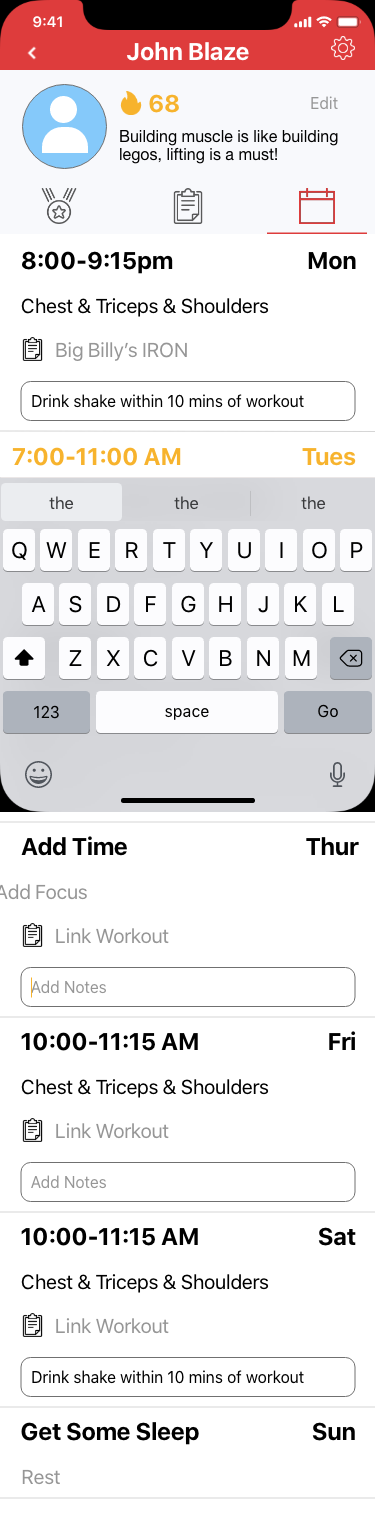 9:41
John Blaze
68
Edit
Building muscle is like building
legos, lifting is a must!
8:00-9:15pm Mon
Chest & Triceps & Shoulders
Big Billy's IRON
Drink shake within 10 mins of workout
7:00-11:00 AM Tues
the the the
Q W E R T Y U I O P
A S D F G H J K L
Z X C V B N M
123 space Go
Add Time Thur
Add Focus
Link Workout
Add Notes
10:00-11:15 AM Fri
Chest & Triceps & Shoulders
Link Workout
Add Notes
10:00-11:15 AM Sat
Chest & Triceps & Shoulders
Link Workout
Drink shake within 10 mins of workout
Get Some Sleep Sun
Rest